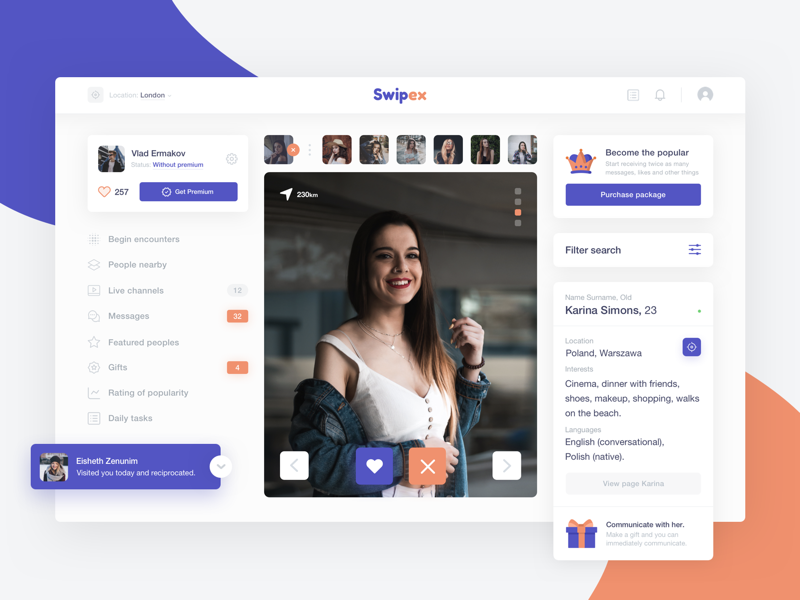 Location: London
Swipex
Vlad Ermakov
Status: Without premium
257
Get Premium
Begin encounters
People nearby
Live channels 12
Messages 32
Featured peoples
Gifts 4
Rating of popularity
Daily tasks
Eisheth Zenunim
Visited you today and reciprocated.
230km
Become the popular
Start receiving twice as many
messages, likes and other things
Purchase package
Filter search
Name Surname, Old
Karina Simons, 23
Location
Poland, Warszawa
Interests
Cinema, dinner with friends,
shoes, makeup, shopping, walks
on the beach.
Languages
English (conversational),
Polish (native).
View page Karina
Communicate with her.
Make a gift and you can
immediately communicate.